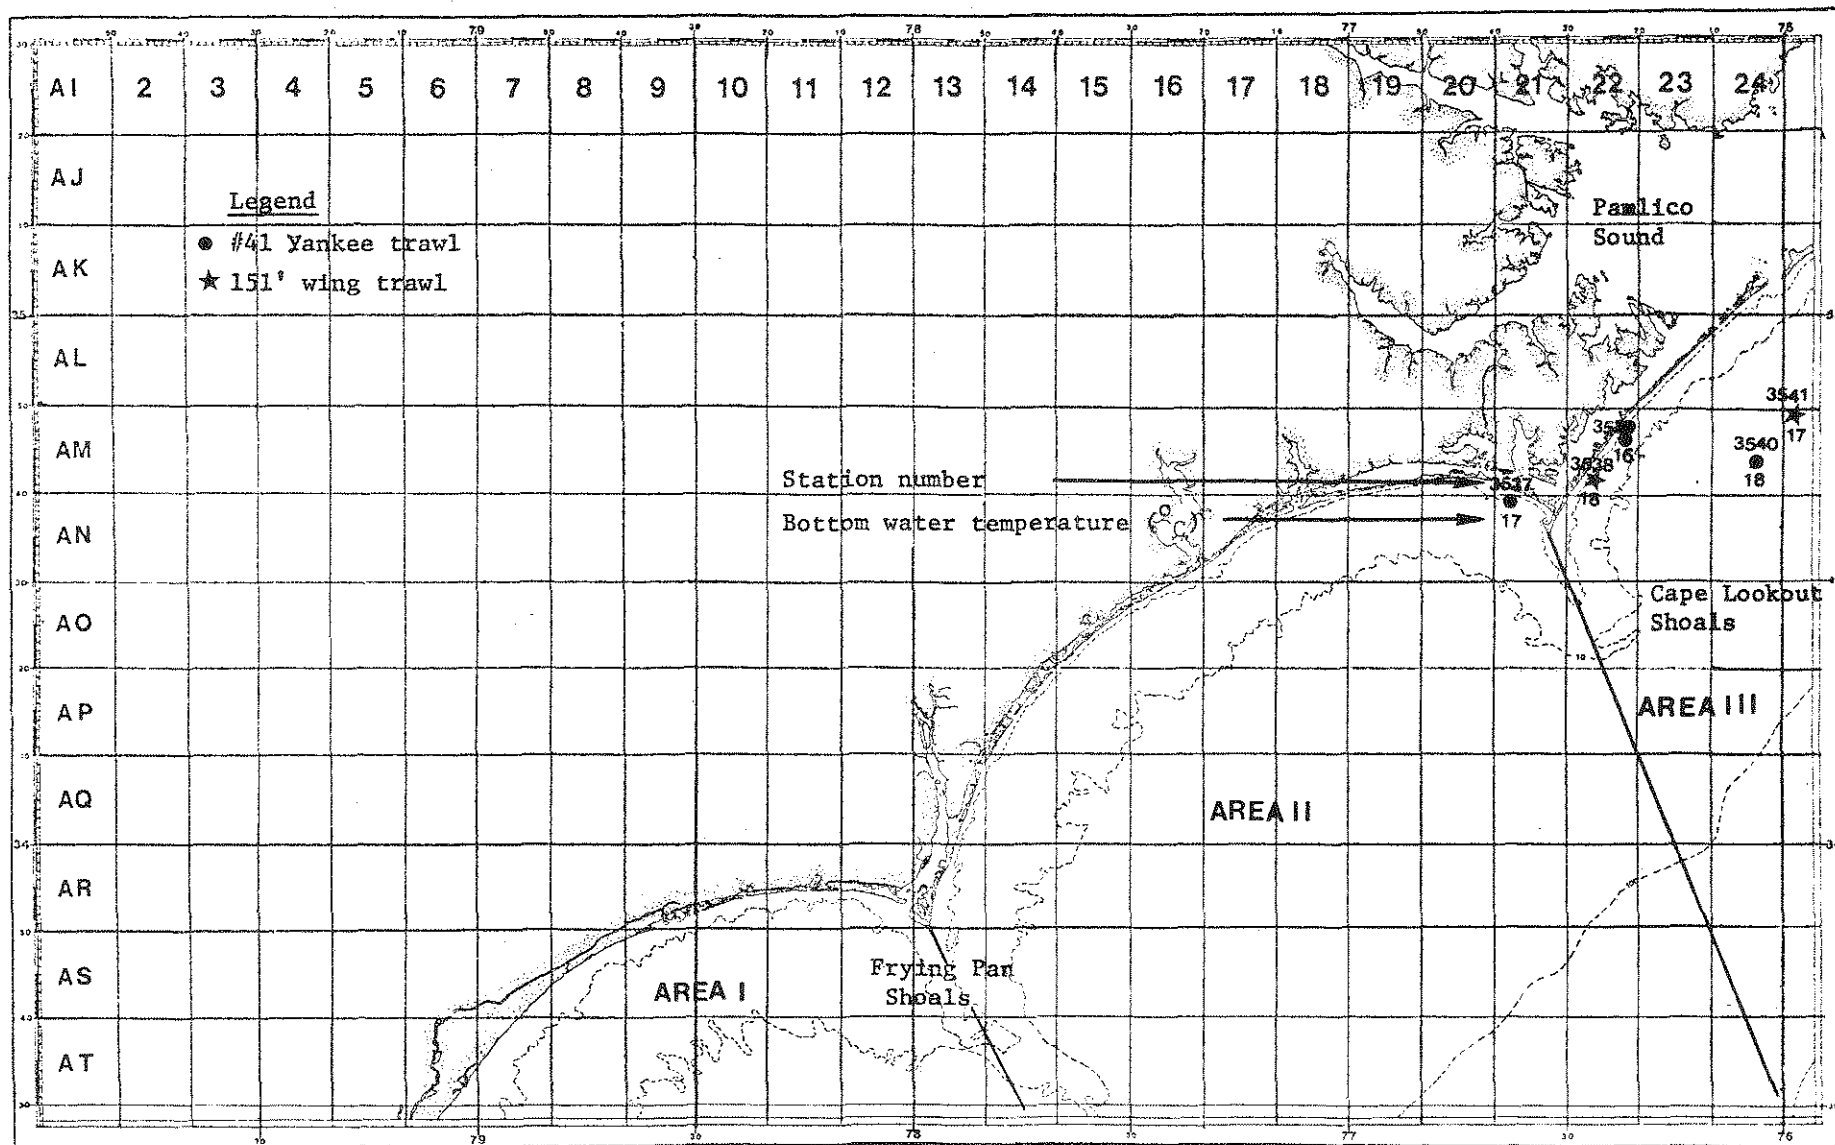 AI 2 3 4 5 6 7 8 9 10 11 12 13 14 15 16 17 18 19 20 21 22 23 24
AJ
Legend
● #41 Yankee trawl
★ 151' wing trawl
Pamlico
Sound
AK
AL
3541
17
AM
16
3540
18
3538
18
Station number
3537
17
Bottom water temperature
AN
Cape Lookout
Shoals
AO
AP
AREA III
AQ
AREA II
AR
Frying Pan
Shoals
AS
AREA I
AT
79 78 77 76